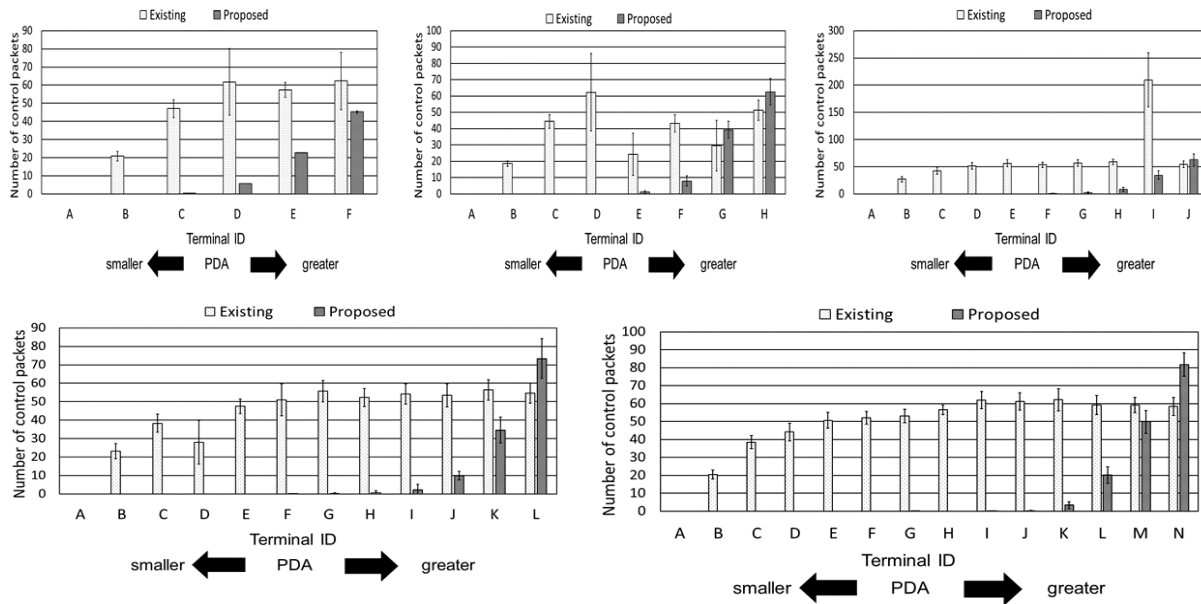 Existing Proposed
Number of control packets
90
80
70
60
50
40
30
20
10
0
A B C D E F
Terminal ID
smaller PDA greater
Existing Proposed
Number of control packets
100
90
80
70
60
50
40
30
20
10
0
A B C D E F G H
Terminal ID
smaller PDA greater
Existing Proposed
Number of control packets
300
250
200
150
100
50
0
A B C D E F G H I J
Terminal ID
smaller PDA greater
Existing Proposed
Number of control packets
90
80
70
60
50
40
30
20
10
0
A B C D E F G H I J K L
Terminal ID
smaller PDA greater
Existing Proposed
Number of control packets
100
90
80
70
60
50
40
30
20
10
0
A B C D E F G H I J K L M N
Terminal ID
smaller PDA greater